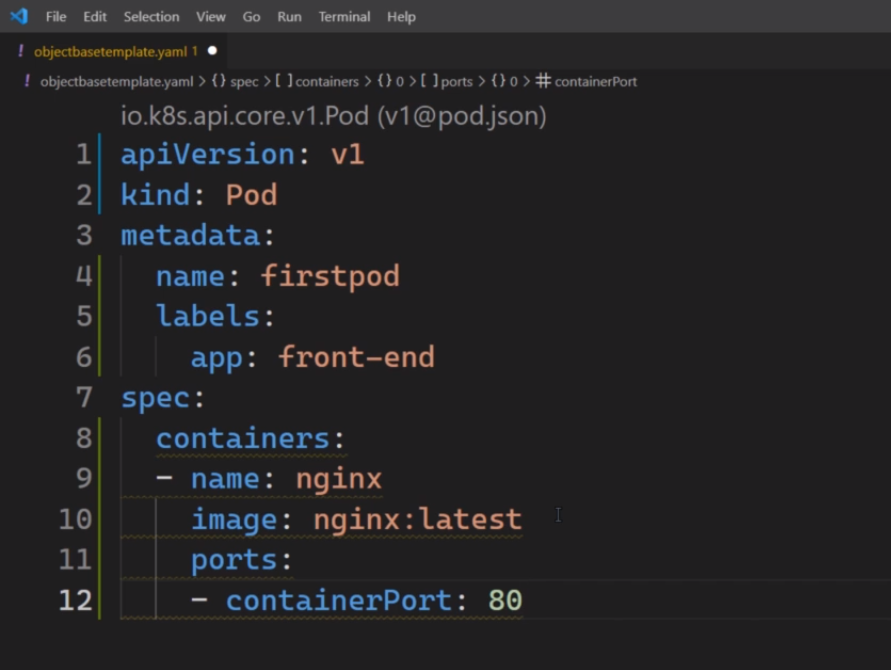 File Edit Selection View Go Run Terminal Help
! objectbasetemplate.yaml 1
! objectbasetemplate.yaml > {} spec > [ ] containers > {} 0 > [ ] ports > {} 0 > # containerPort
io.k8s.api.core.v1.Pod (v1@pod.json)
1 apiVersion: v1
2 kind: Pod
3 metadata:
4   name: firstpod
5   labels:
6     app: front-end
7 spec:
8   containers:
9   - name: nginx
10     image: nginx:latest
11     ports:
12     - containerPort: 80